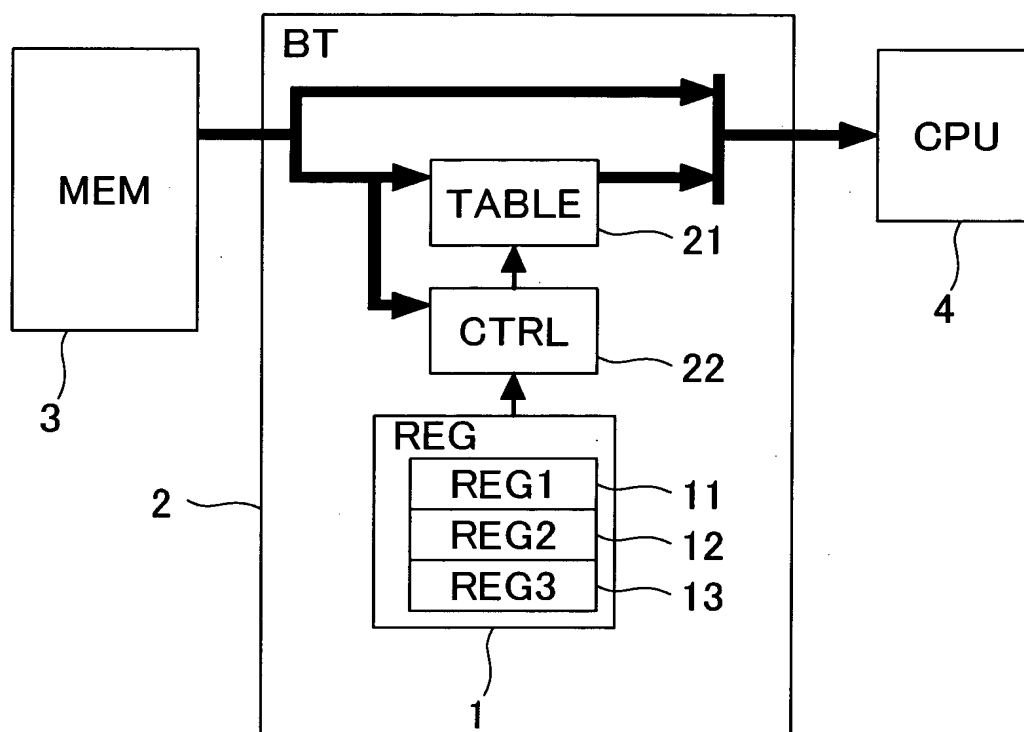 BT
MEM
CPU
TABLE
21
4
CTRL
22
3
REG
REG1
11
2
REG2
12
REG3
13
1